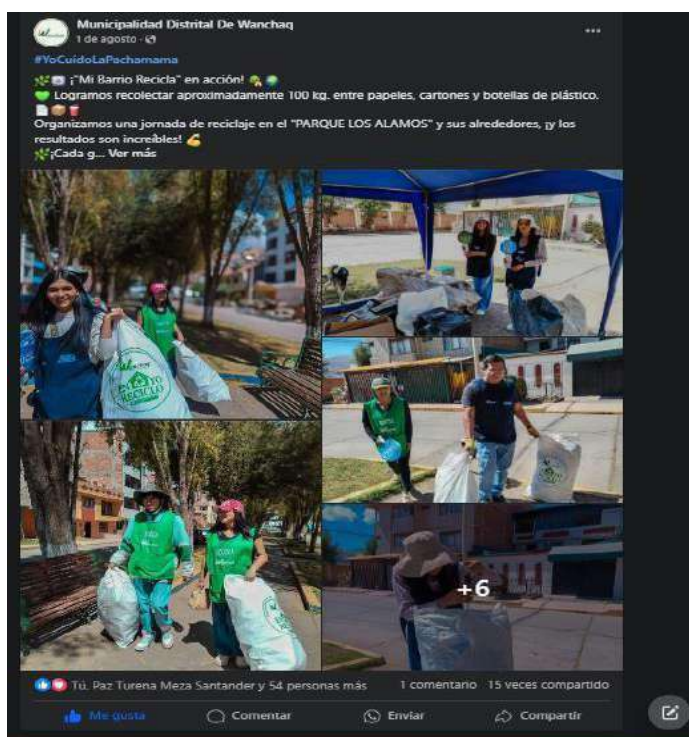 Municipalidad Distrital De Wanchaq
1 de agosto ·
#YoCuidoLaPachamama
¡"Mi Barrio Recicla" en acción!
Logramos recolectar aproximadamente 100 kg. entre papeles, cartones y botellas de plástico.
Organizamos una jornada de reciclaje en el "PARQUE LOS ALAMOS" y sus alrededores, ¡y los
resultados son increíbles!
¡Cada g... Ver más
YO
RECICLO
+6
Tú, Paz Turena Meza Santander y 54 personas más
1 comentario
15 veces compartido
Me gusta
Comentar
Enviar
Compartir